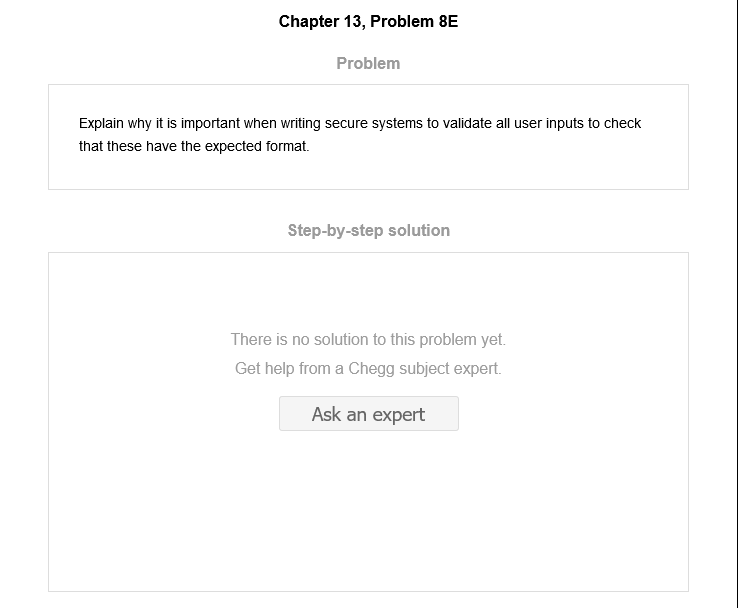 Chapter 13, Problem 8E
Problem
Explain why it is important when writing secure systems to validate all user inputs to check
that these have the expected format.
Step-by-step solution
There is no solution to this problem yet.
Get help from a Chegg subject expert.
Ask an expert